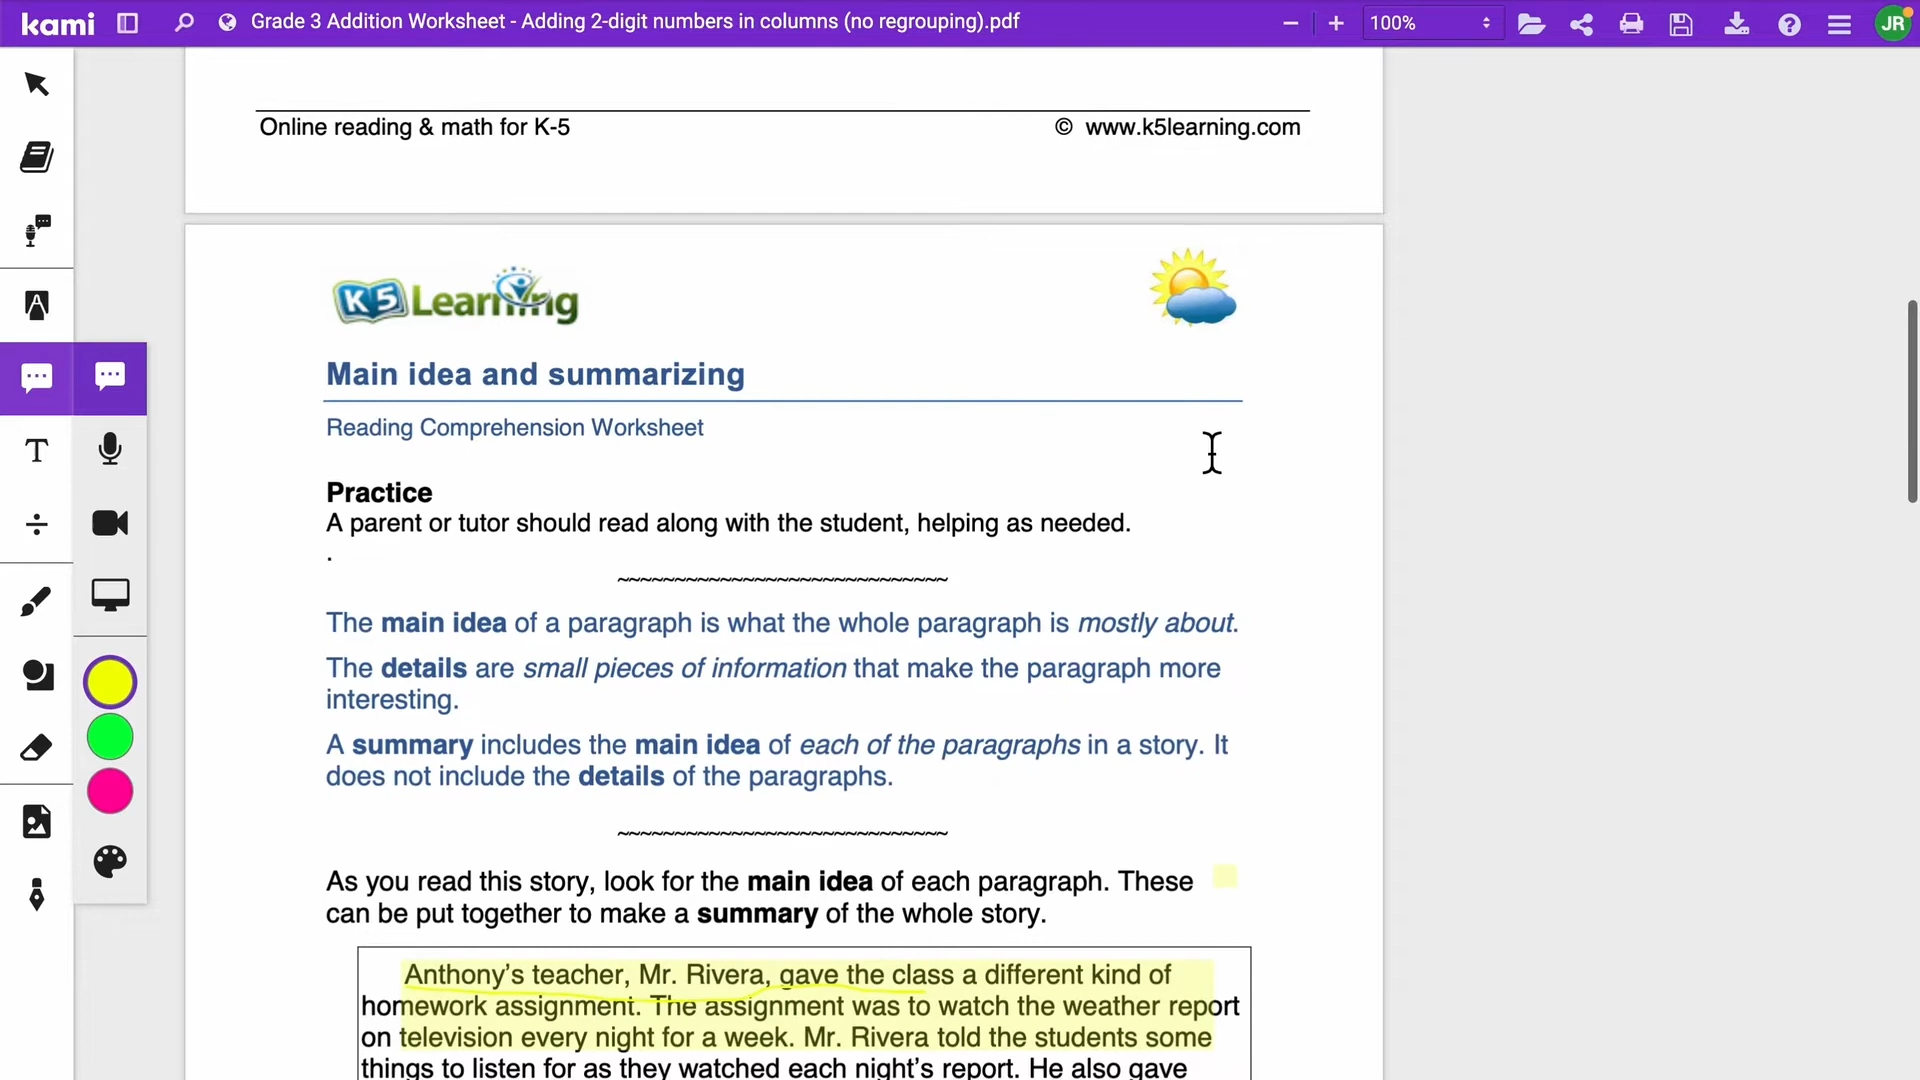 kami
Grade 3 Addition Worksheet - Adding 2-digit numbers in columns (no regrouping).pdf
100%
JR
Online reading & math for K-5
© www.k5learning.com
K5 Learning
Main idea and summarizing
Reading Comprehension Worksheet
Practice
A parent or tutor should read along with the student, helping as needed.
.
~~~~~~~~~~~~~~~~~~~~~~~~~~~~~
The main idea of a paragraph is what the whole paragraph is mostly about.
The details are small pieces of information that make the paragraph more
interesting.
A summary includes the main idea of each of the paragraphs in a story. It
does not include the details of the paragraphs.
~~~~~~~~~~~~~~~~~~~~~~~~~~~~~
As you read this story, look for the main idea of each paragraph. These
can be put together to make a summary of the whole story.
Anthony's teacher, Mr. Rivera, gave the class a different kind of
homework assignment. The assignment was to watch the weather report
on television every night for a week. Mr. Rivera told the students some
things to listen for as they watched each night's report. He also gave
T